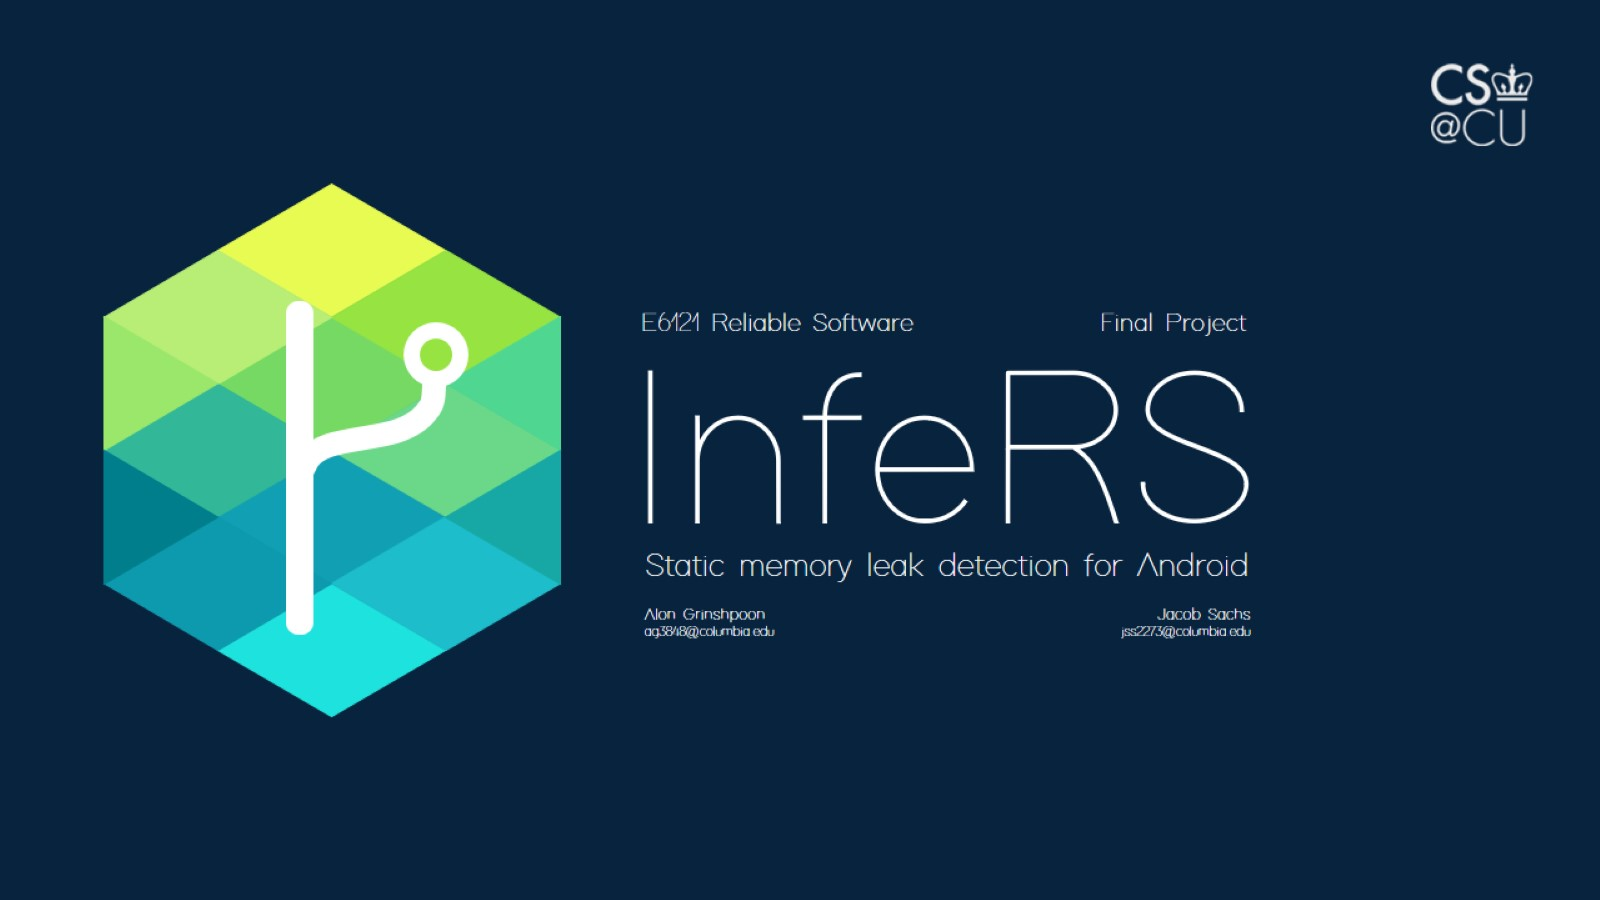 CS
@CU
E6121 Reliable Software Final Project
InfeRS
Static memory leak detection for Android
Alon Grinshpoon Jacob Sachs
ag3848@columbia.edu jss2273@columbia.edu